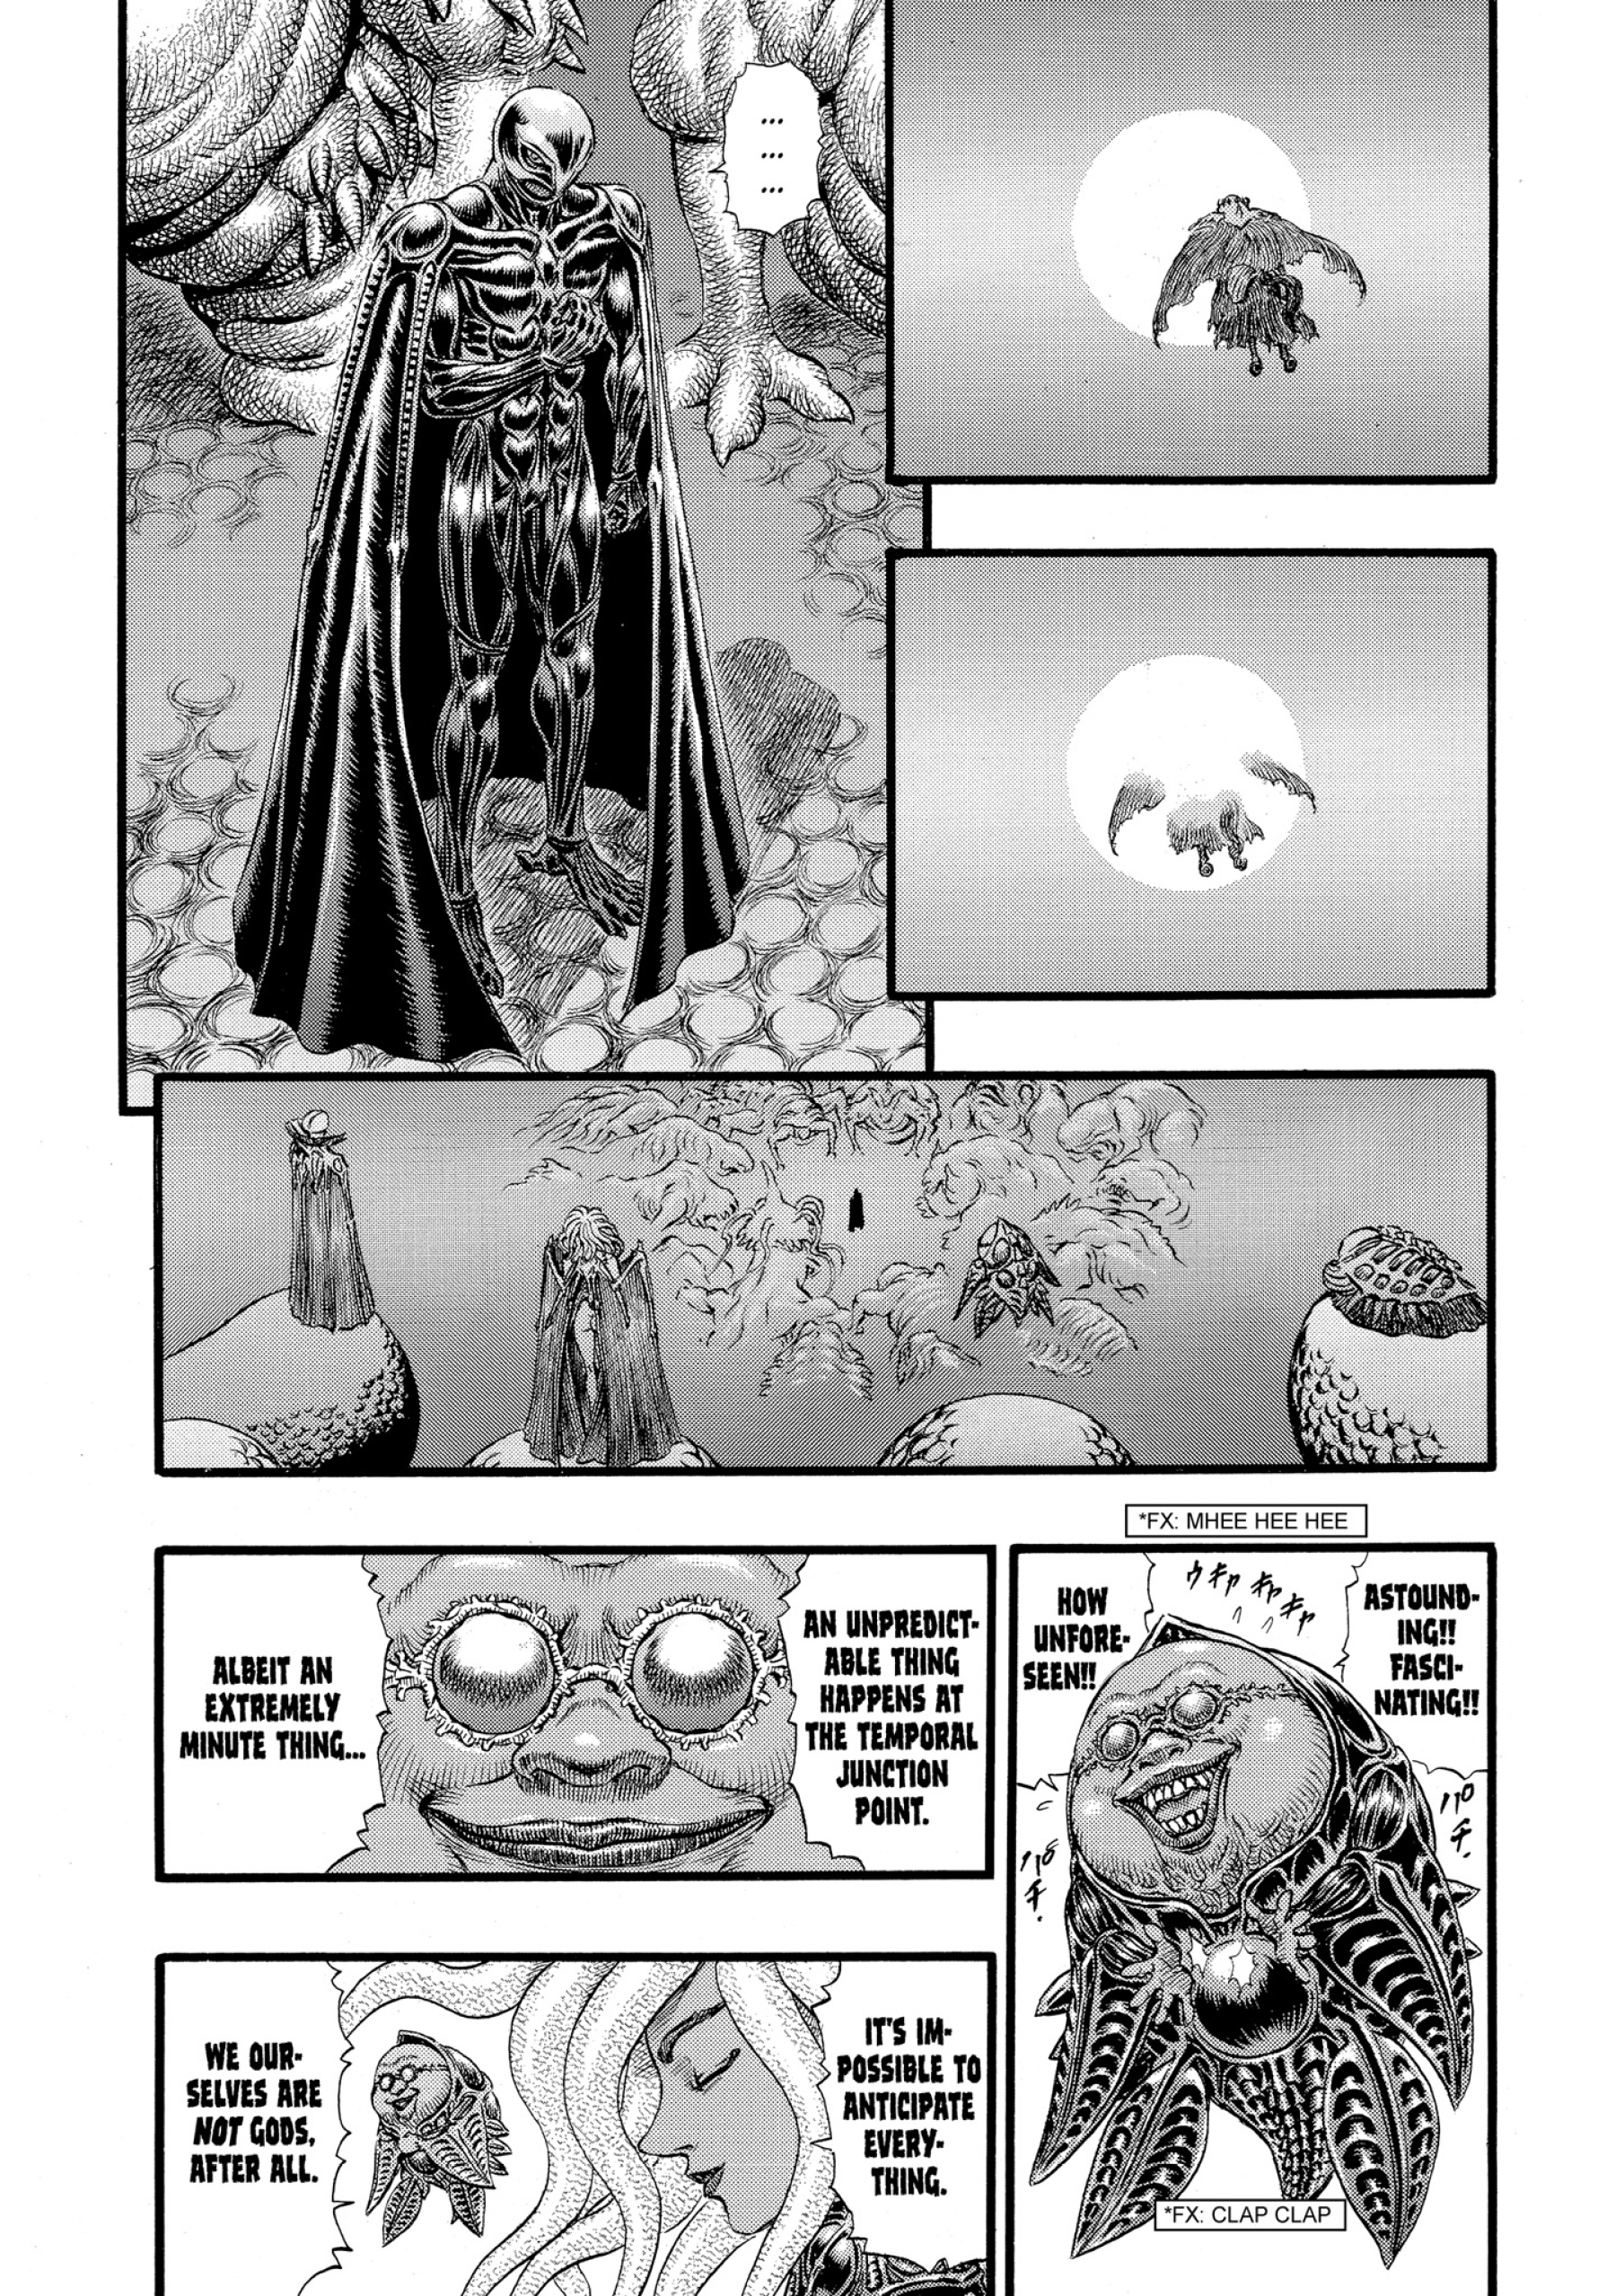 ...
...
...
*FX: MHEE HEE HEE
ASTOUND-
ING!!
FASCI-
NATING!!
ウキャ キャ キャ
HOW
UNFORE-
SEEN!!
パチ.
パチ.
*FX: CLAP CLAP
AN UNPREDICT-
ABLE THING
HAPPENS AT
THE TEMPORAL
JUNCTION
POINT.
ALBEIT AN
EXTREMELY
MINUTE THING...
IT'S IM-
POSSIBLE TO
ANTICIPATE
EVERY-
THING.
WE OUR-
SELVES ARE
NOT GODS,
AFTER ALL.